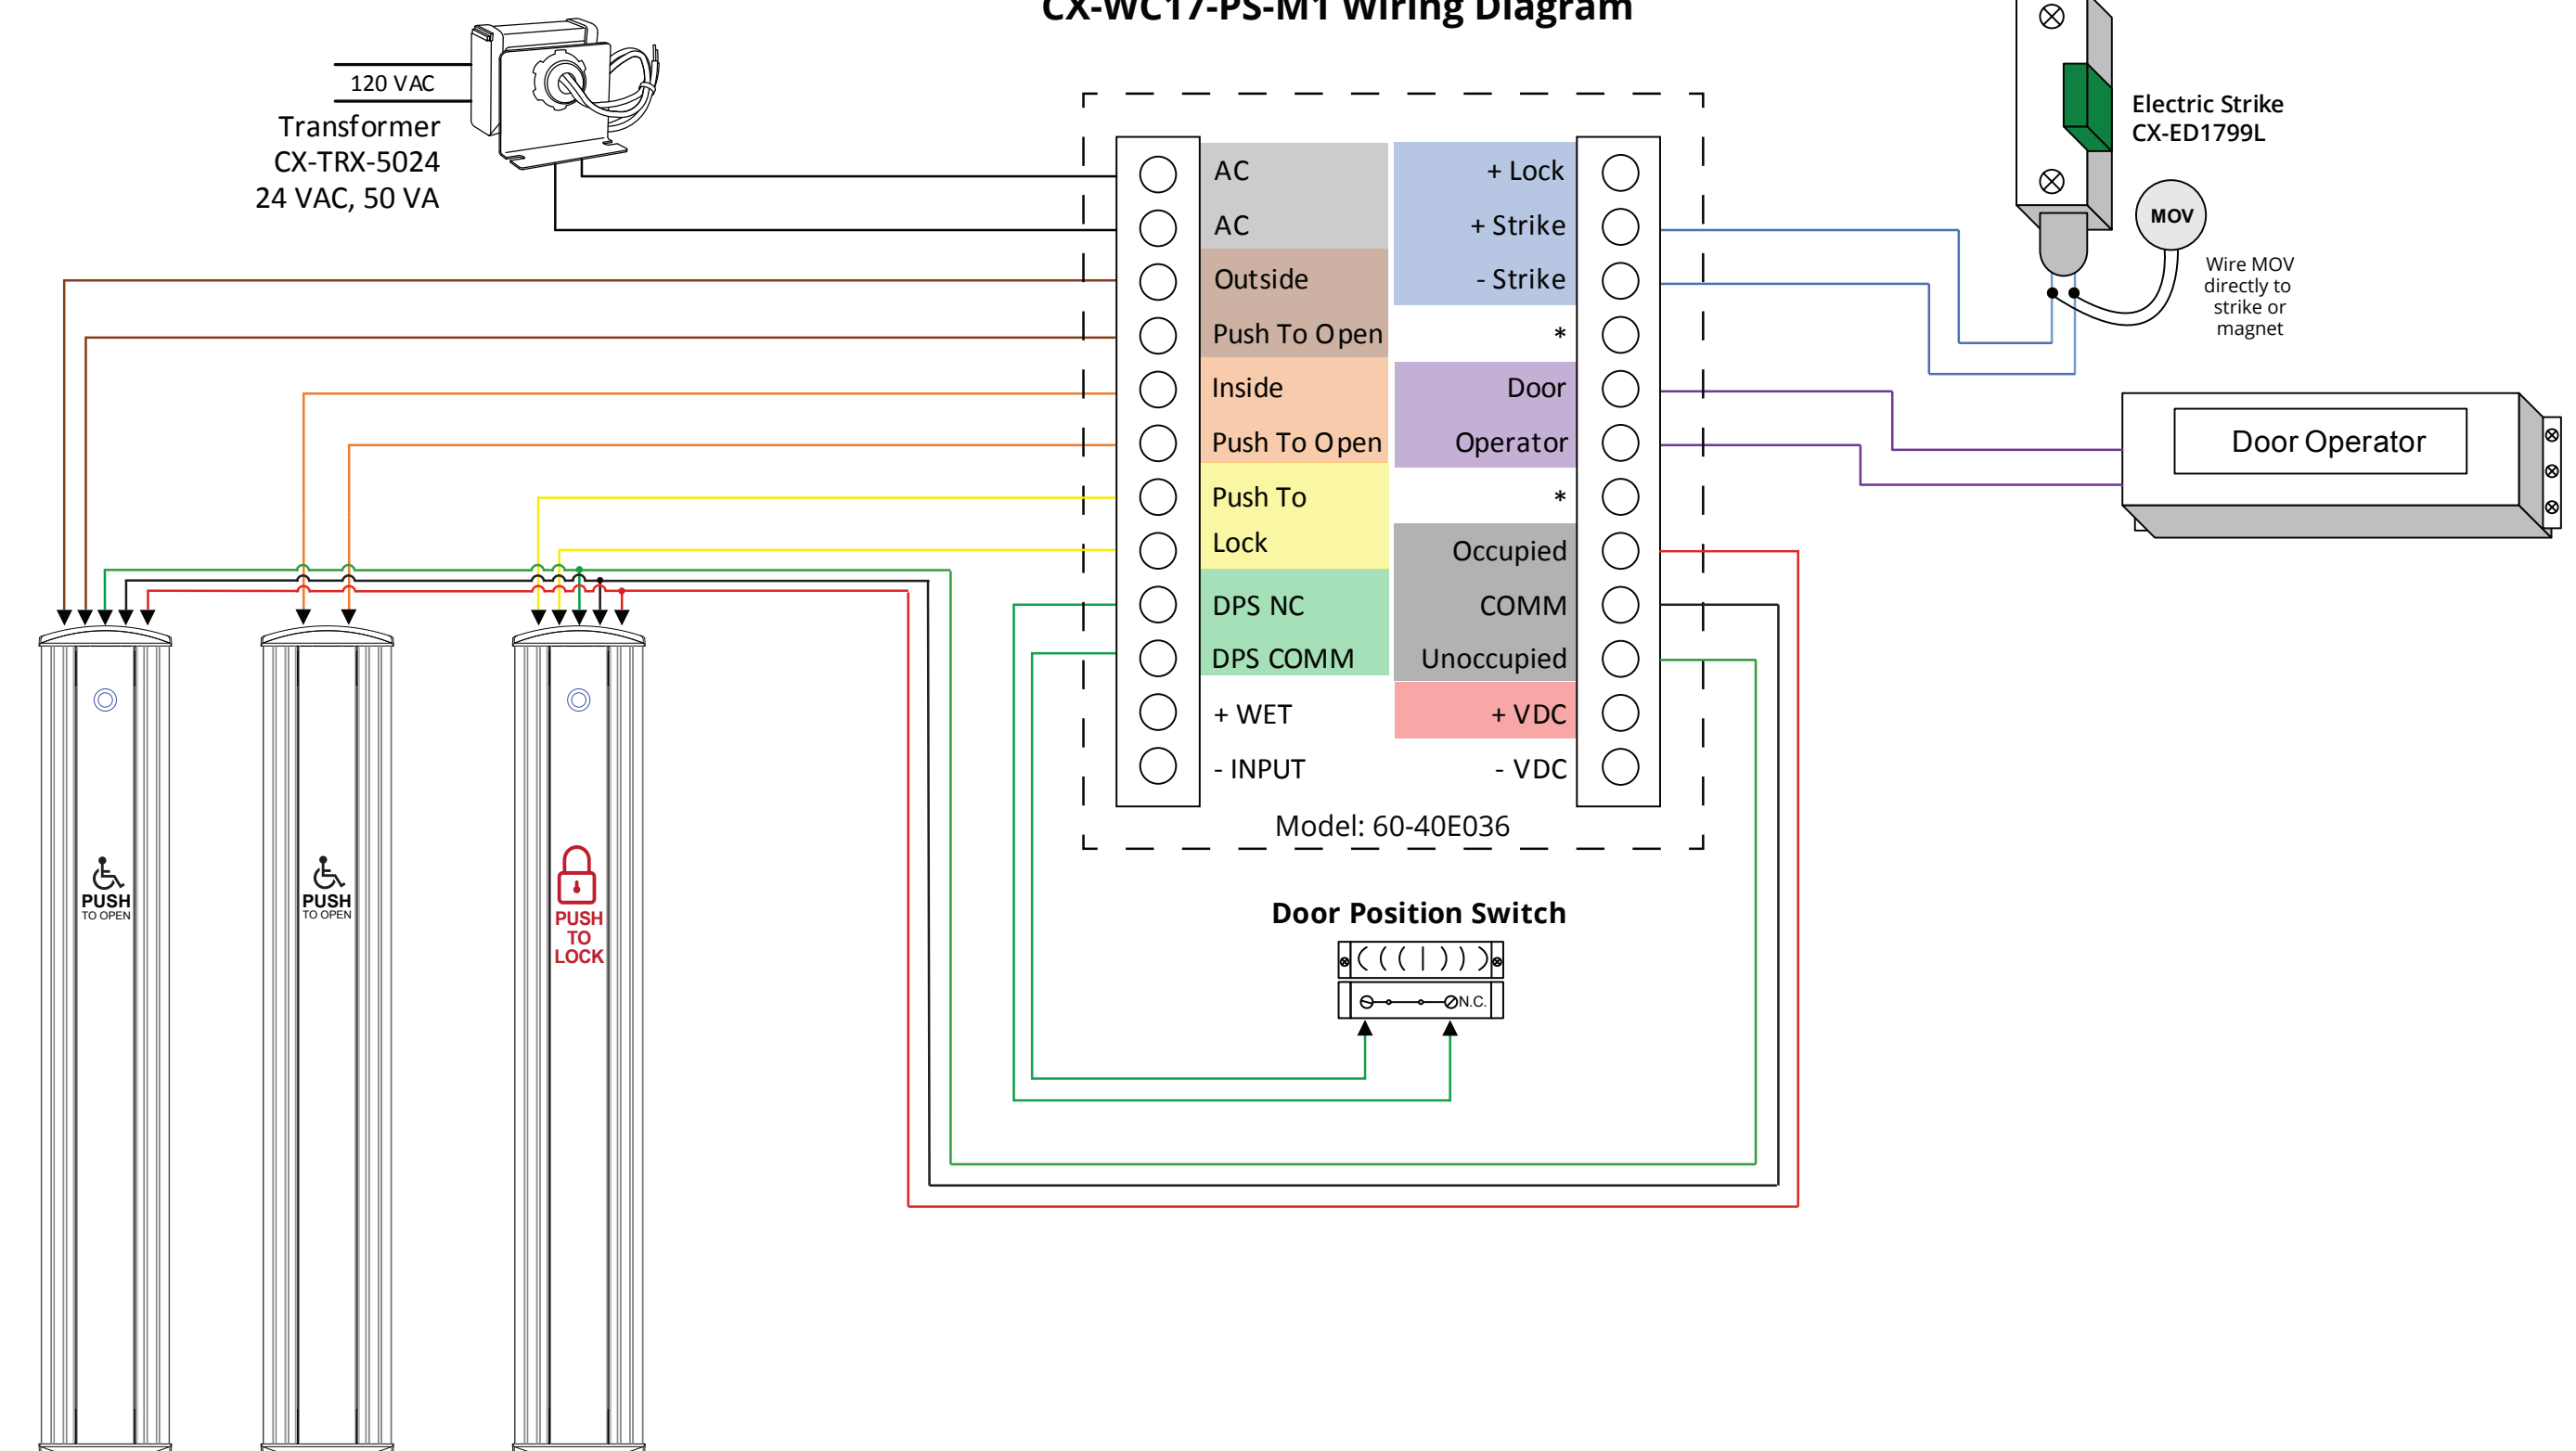 CX-WC17-PS-M1 Wiring Diagram
120 VAC
Transformer
CX-TRX-5024
24 VAC, 50 VA
AC
AC
Outside
Push To Open
Inside
Push To Open
Push To
Lock
DPS NC
DPS COMM
+ WET
- INPUT
+ Lock
+ Strike
- Strike
*
Door
Operator
*
Occupied
COMM
Unoccupied
+ VDC
- VDC
Model: 60-40E036
Electric Strike
CX-ED1799L
MOV
Wire MOV
directly to
strike or
magnet
Door Operator
PUSH
TO OPEN
PUSH
TO OPEN
PUSH
TO
LOCK
Door Position Switch
N.C.